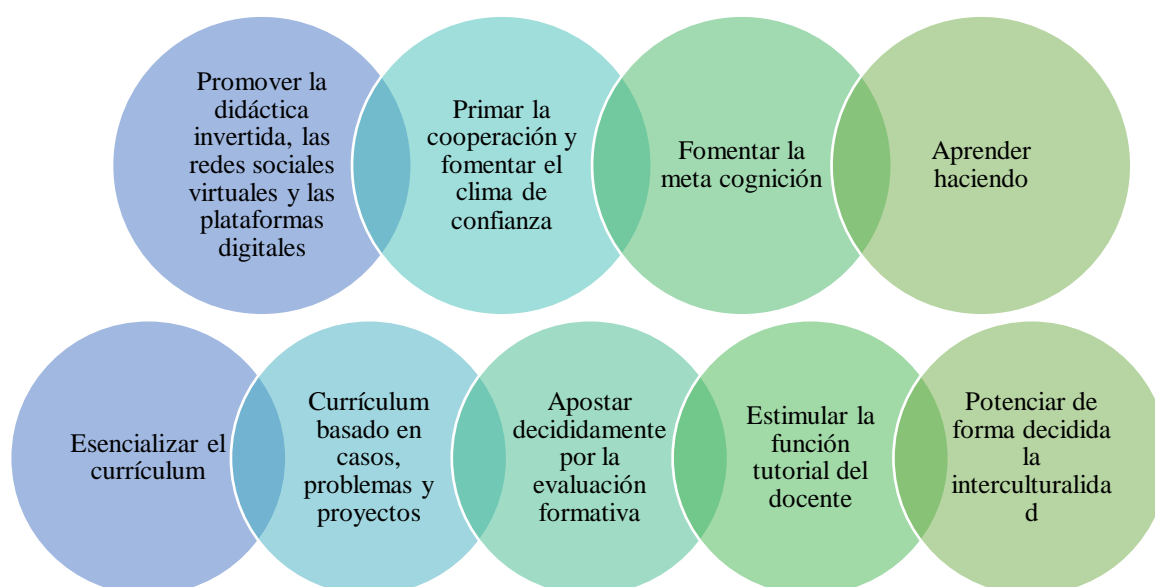 Promover la
didáctica
invertida, las
redes sociales
virtuales y las
plataformas
digitales
Primar la
cooperación y
fomentar el
clima de
confianza
Fomentar la
meta cognición
Aprender
haciendo
Esencializar el
currículum
Currículum
basado en
casos,
problemas y
proyectos
Apostar
decididamente
por la
evaluación
formativa
Estimular la
función
tutorial del
docente
Potenciar de
forma decidida
la
interculturalida
d